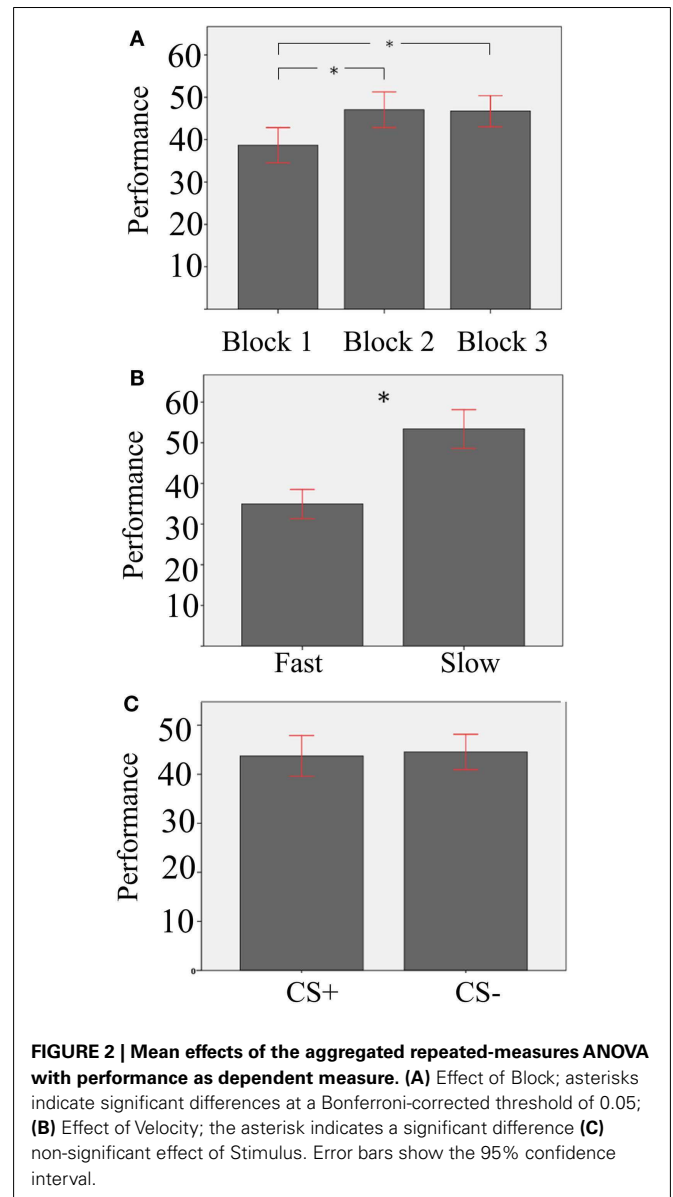 A
*
*
60
50
40
30
20
10
Performance
Block 1 Block 2 Block 3
B
*
60
50
40
30
20
10
Performance
Fast Slow
C
50
40
30
20
10
0
Performance
CS+ CS-
FIGURE 2 | Mean effects of the aggregated repeated-measures ANOVA
with performance as dependent measure. (A) Effect of Block; asterisks
indicate significant differences at a Bonferroni-corrected threshold of 0.05;
(B) Effect of Velocity; the asterisk indicates a significant difference (C)
non-significant effect of Stimulus. Error bars show the 95% confidence
interval.